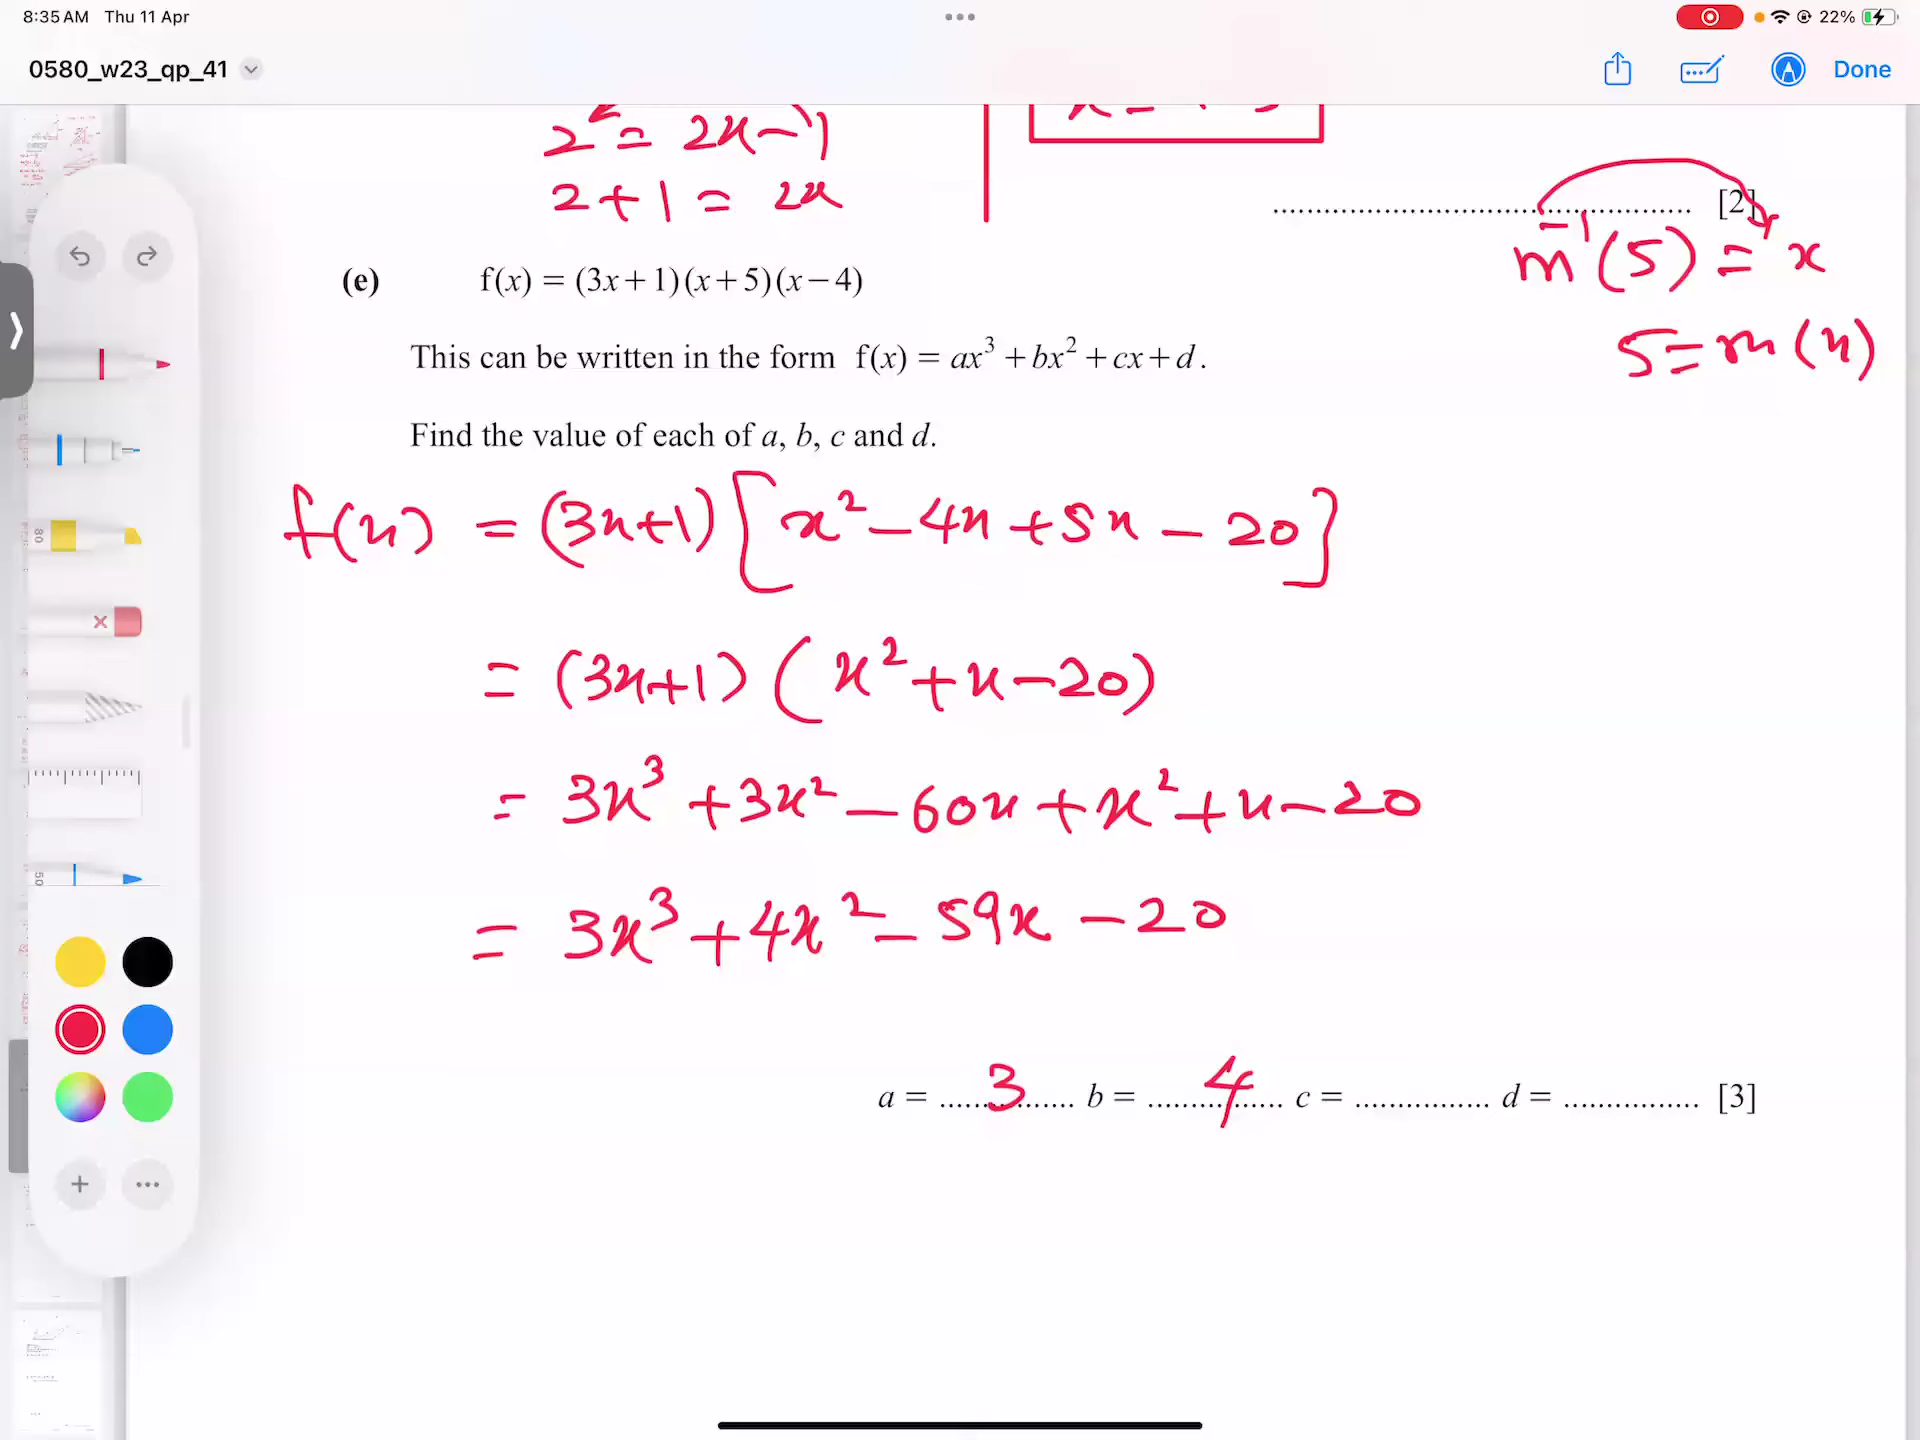 8:35 AM Thu 11 Apr
22%
0580_w23_qp_41
Done
2 = 2x-1
2+1 = 2x
[2]
m⁻¹(5) = x
5 = m(x)
(e) f(x) = (3x+1)(x+5)(x−4)
This can be written in the form f(x) = ax³+bx²+cx+d.
Find the value of each of a, b, c and d.
f(x) = (3x+1)[x²-4x+5x-20]
= (3x+1)(x²+x-20)
= 3x³+3x²-60x+x²+x-20
= 3x³+4x²-59x-20
a = ......3...... b = ......4...... c = ................ d = ................ [3]
80
50